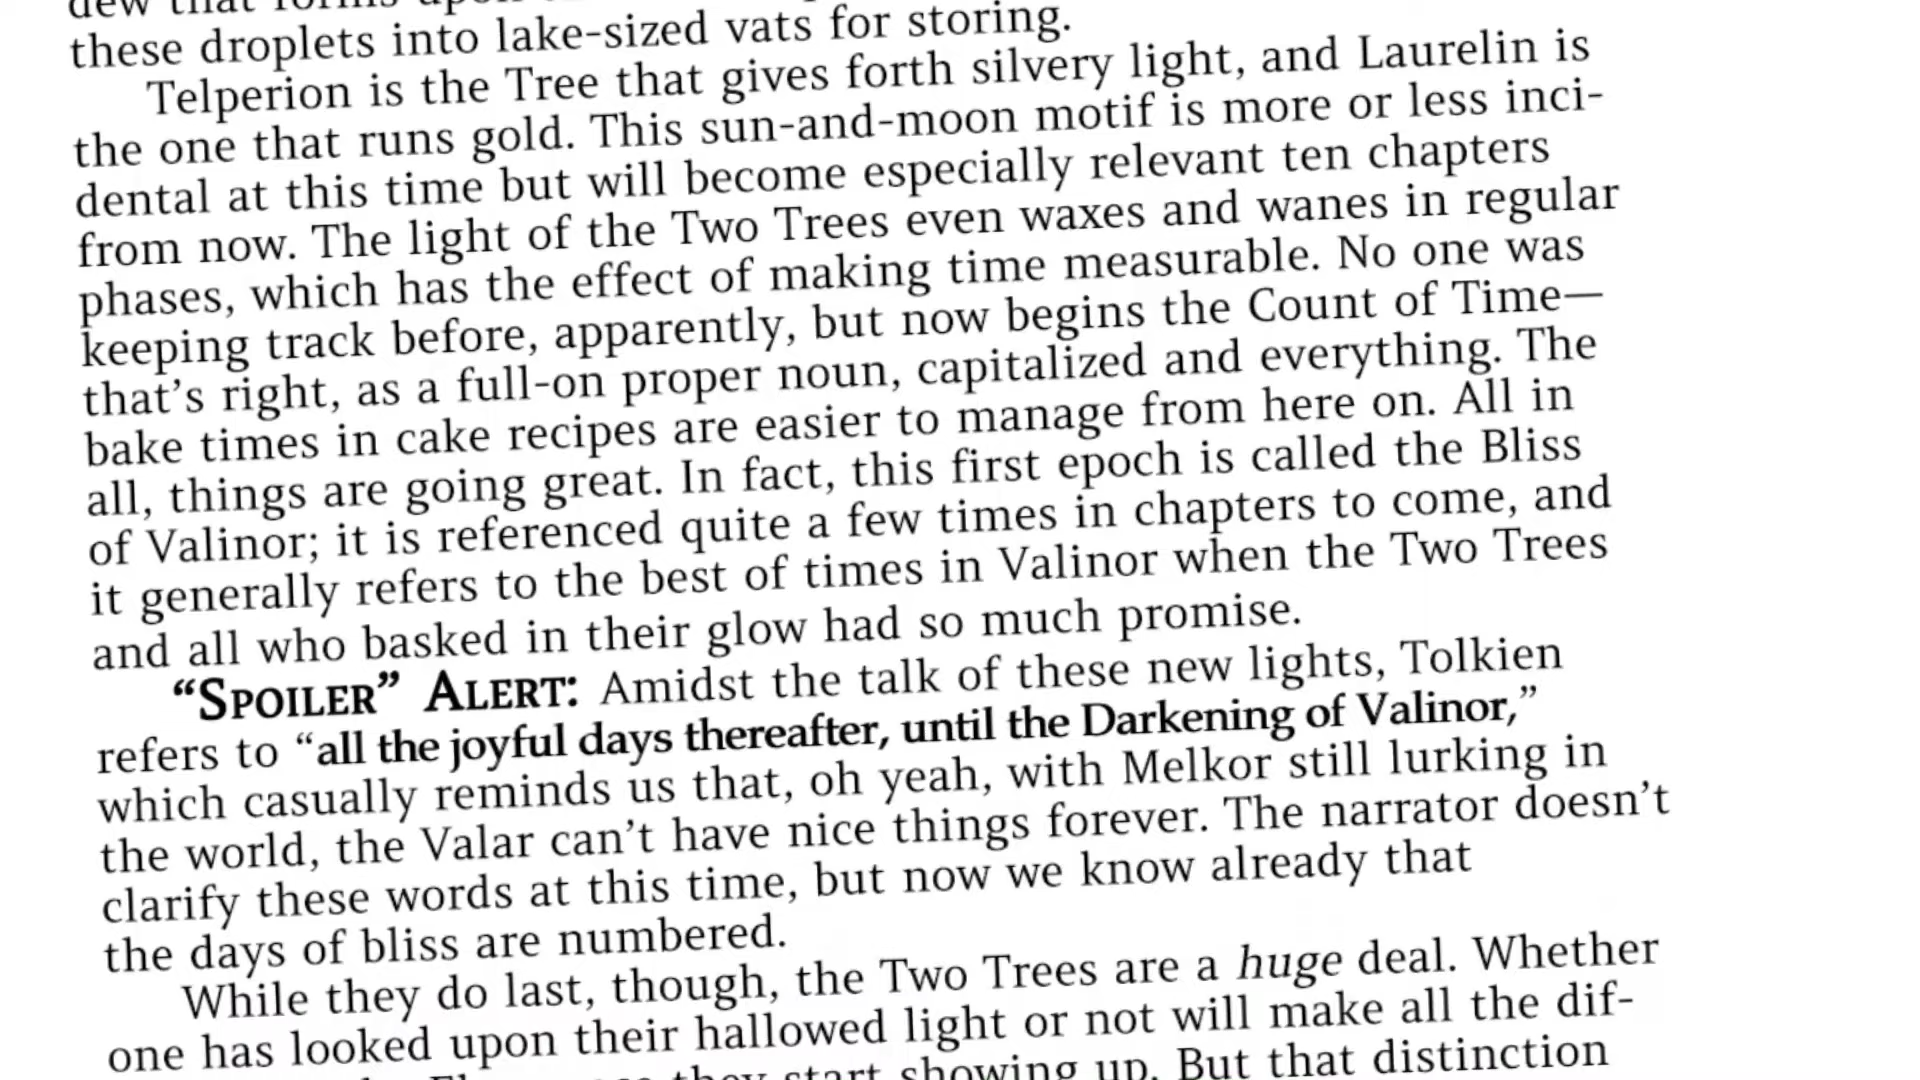 dew that forms upon
these droplets into lake-sized vats for storing.
Telperion is the Tree that gives forth silvery light, and Laurelin is
the one that runs gold. This sun-and-moon motif is more or less inci-
dental at this time but will become especially relevant ten chapters
from now. The light of the Two Trees even waxes and wanes in regular
phases, which has the effect of making time measurable. No one was
keeping track before, apparently, but now begins the Count of Time—
that’s right, as a full-on proper noun, capitalized and everything. The
bake times in cake recipes are easier to manage from here on. All in
all, things are going great. In fact, this first epoch is called the Bliss
of Valinor; it is referenced quite a few times in chapters to come, and
it generally refers to the best of times in Valinor when the Two Trees
and all who basked in their glow had so much promise.
“SPOILER” ALERT: Amidst the talk of these new lights, Tolkien
refers to “all the joyful days thereafter, until the Darkening of Valinor,”
which casually reminds us that, oh yeah, with Melkor still lurking in
the world, the Valar can’t have nice things forever. The narrator doesn’t
clarify these words at this time, but now we know already that
the days of bliss are numbered.
While they do last, though, the Two Trees are a huge deal. Whether
one has looked upon their hallowed light or not will make all the dif-
they start showing up. But that distinction